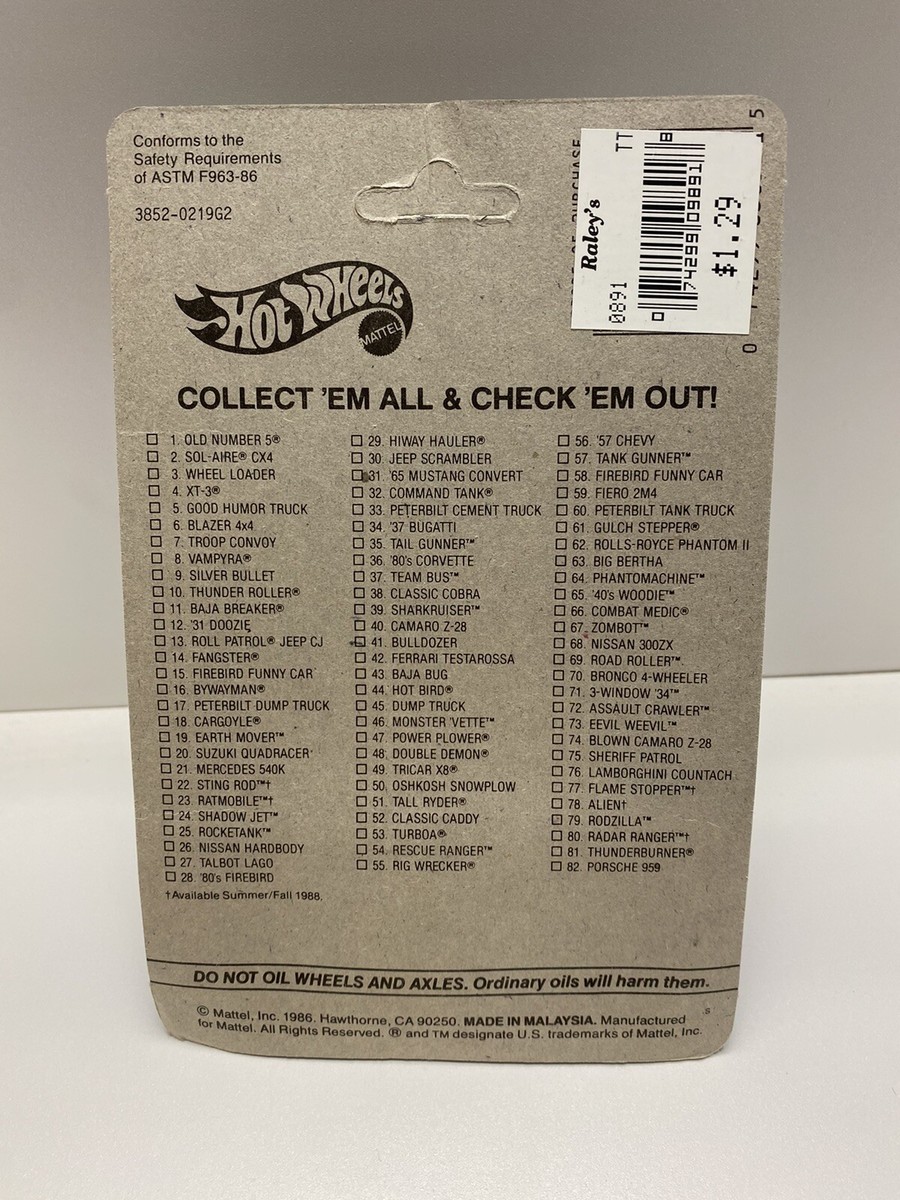 Conforms to the
Safety Requirements
of ASTM F963-86
3852-0219G2
Hot Wheels
MATTEL
Raley's
0891
TT
0 74299 09891 8
$1.29
0
5
COLLECT 'EM ALL & CHECK 'EM OUT!
1. OLD NUMBER 5®
2. SOL-AIRE® CX4
3. WHEEL LOADER
4. XT-3®
5. GOOD HUMOR TRUCK
6. BLAZER 4x4
7. TROOP CONVOY
8. VAMPYRA®
9. SILVER BULLET
10. THUNDER ROLLER®
11. BAJA BREAKER®
12. '31 DOOZIE
13. ROLL PATROL® JEEP CJ
14. FANGSTER®
15. FIREBIRD FUNNY CAR
16. BYWAYMAN®
17. PETERBILT DUMP TRUCK
18. CARGOYLE®
19. EARTH MOVER™
20. SUZUKI QUADRACER
21. MERCEDES 540K
22. STING ROD™†
23. RATMOBILE™†
24. SHADOW JET™
25. ROCKETANK™
26. NISSAN HARDBODY
27. TALBOT LAGO
28. '80's FIREBIRD
†Available Summer/Fall 1988.
29. HIWAY HAULER®
30. JEEP SCRAMBLER
31. '65 MUSTANG CONVERT
32. COMMAND TANK®
33. PETERBILT CEMENT TRUCK
34. '37 BUGATTI
35. TAIL GUNNER™
36. '80's CORVETTE
37. TEAM BUS™
38. CLASSIC COBRA
39. SHARKRUISER™
40. CAMARO Z-28
41. BULLDOZER
42. FERRARI TESTAROSSA
43. BAJA BUG
44. HOT BIRD®
45. DUMP TRUCK
46. MONSTER 'VETTE™
47. POWER PLOWER®
48. DOUBLE DEMON®
49. TRICAR X8®
50. OSHKOSH SNOWPLOW
51. TALL RYDER®
52. CLASSIC CADDY
53. TURBOA®
54. RESCUE RANGER™
55. RIG WRECKER®
56. '57 CHEVY
57. TANK GUNNER™
58. FIREBIRD FUNNY CAR
59. FIERO 2M4
60. PETERBILT TANK TRUCK
61. GULCH STEPPER®
62. ROLLS-ROYCE PHANTOM II
63. BIG BERTHA
64. PHANTOMACHINE™
65. '40's WOODIE™
66. COMBAT MEDIC®
67. ZOMBOT™
68. NISSAN 300ZX
69. ROAD ROLLER™
70. BRONCO 4-WHEELER
71. 3-WINDOW '34™
72. ASSAULT CRAWLER™
73. EEVIL WEEVIL™
74. BLOWN CAMARO Z-28
75. SHERIFF PATROL
76. LAMBORGHINI COUNTACH
77. FLAME STOPPER™†
78. ALIEN†
79. RODZILLA™
80. RADAR RANGER™†
81. THUNDERBURNER®
82. PORSCHE 959
DO NOT OIL WHEELS AND AXLES. Ordinary oils will harm them.
© Mattel, Inc. 1986. Hawthorne, CA 90250. MADE IN MALAYSIA. Manufactured
for Mattel. All Rights Reserved. ® and TM designate U.S. trademarks of Mattel, Inc.
S